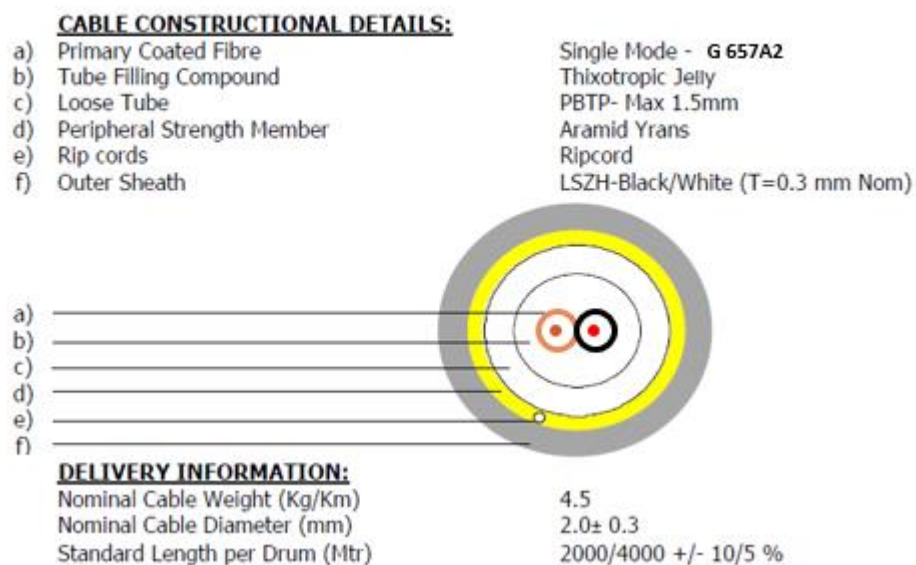 CABLE CONSTRUCTIONAL DETAILS:
a) Primary Coated Fibre Single Mode - G 657A2
b) Tube Filling Compound Thixotropic Jelly
c) Loose Tube PBTP- Max 1.5mm
d) Peripheral Strength Member Aramid Yrans
e) Rip cords Ripcord
f) Outer Sheath LSZH-Black/White (T=0.3 mm Nom)
a)
b)
c)
d)
e)
f)
DELIVERY INFORMATION:
Nominal Cable Weight (Kg/Km) 4.5
Nominal Cable Diameter (mm) 2.0± 0.3
Standard Length per Drum (Mtr) 2000/4000 +/- 10/5 %